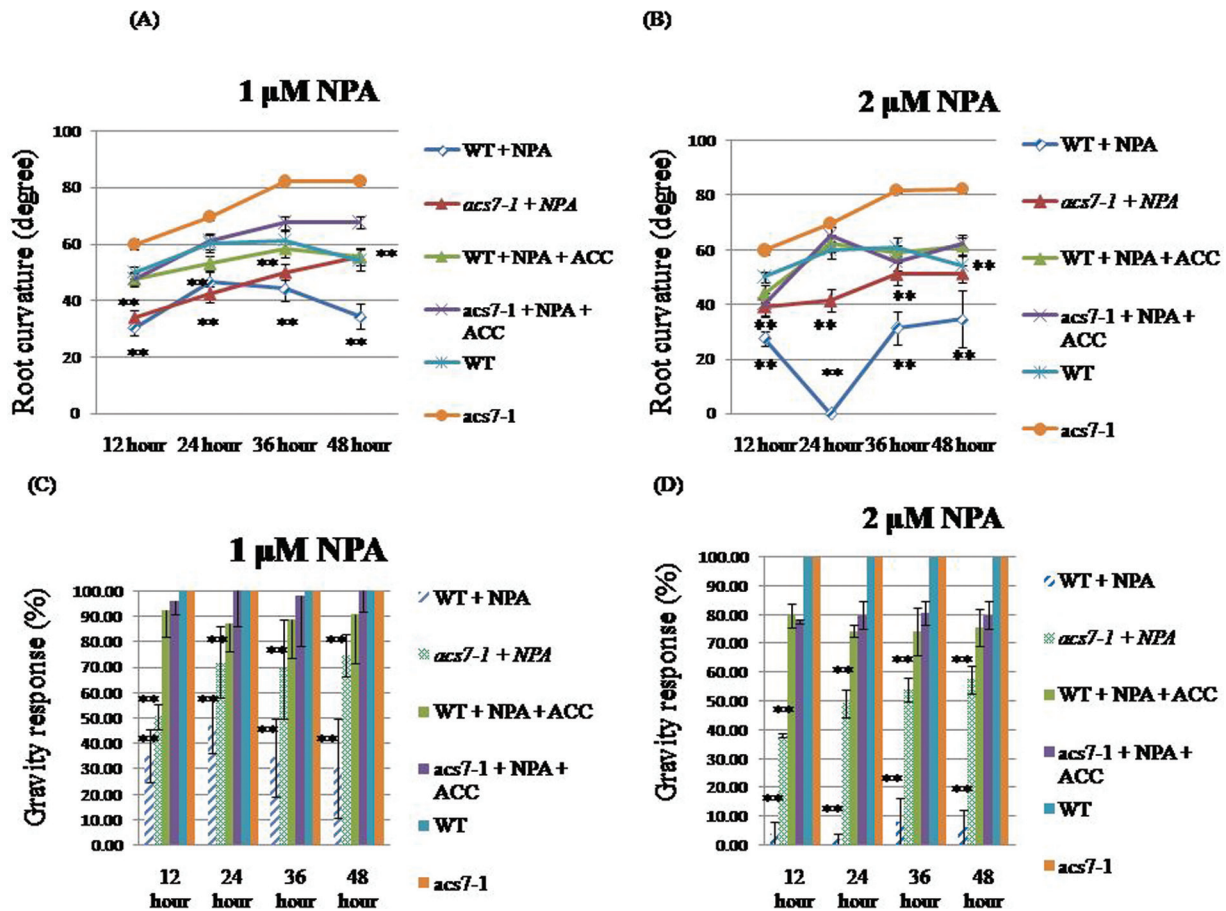 (A)
1 µM NPA
Root curvature (degree)
100
80
60
40
20
0
**
**
**
**
**
**
**
**
12 hour
24 hour
36 hour
48 hour
WT + NPA
acs7-1 + NPA
WT + NPA + ACC
acs7-1 + NPA +
ACC
WT
acs7-1
(B)
2 µM NPA
Root curvature (degree)
100
80
60
40
20
0
**
**
**
**
**
**
**
**
12 hour
24 hour
36 hour
48 hour
WT + NPA
acs7-1 + NPA
WT + NPA + ACC
acs7-1 + NPA +
ACC
WT
acs7-1
(C)
1 µM NPA
Gravity response (%)
100.00
90.00
80.00
70.00
60.00
50.00
40.00
30.00
20.00
10.00
0.00
**
**
**
**
**
**
**
**
12
hour
24
hour
36
hour
48
hour
WT + NPA
acs7-1 + NPA
WT + NPA + ACC
acs7-1 + NPA +
ACC
WT
acs7-1
(D)
2 µM NPA
Gravity response (%)
100.00
90.00
80.00
70.00
60.00
50.00
40.00
30.00
20.00
10.00
0.00
**
**
**
**
**
**
**
**
12
hour
24
hour
36
hour
48
hour
WT + NPA
acs7-1 + NPA
WT + NPA + ACC
acs7-1 + NPA +
ACC
WT
acs7-1